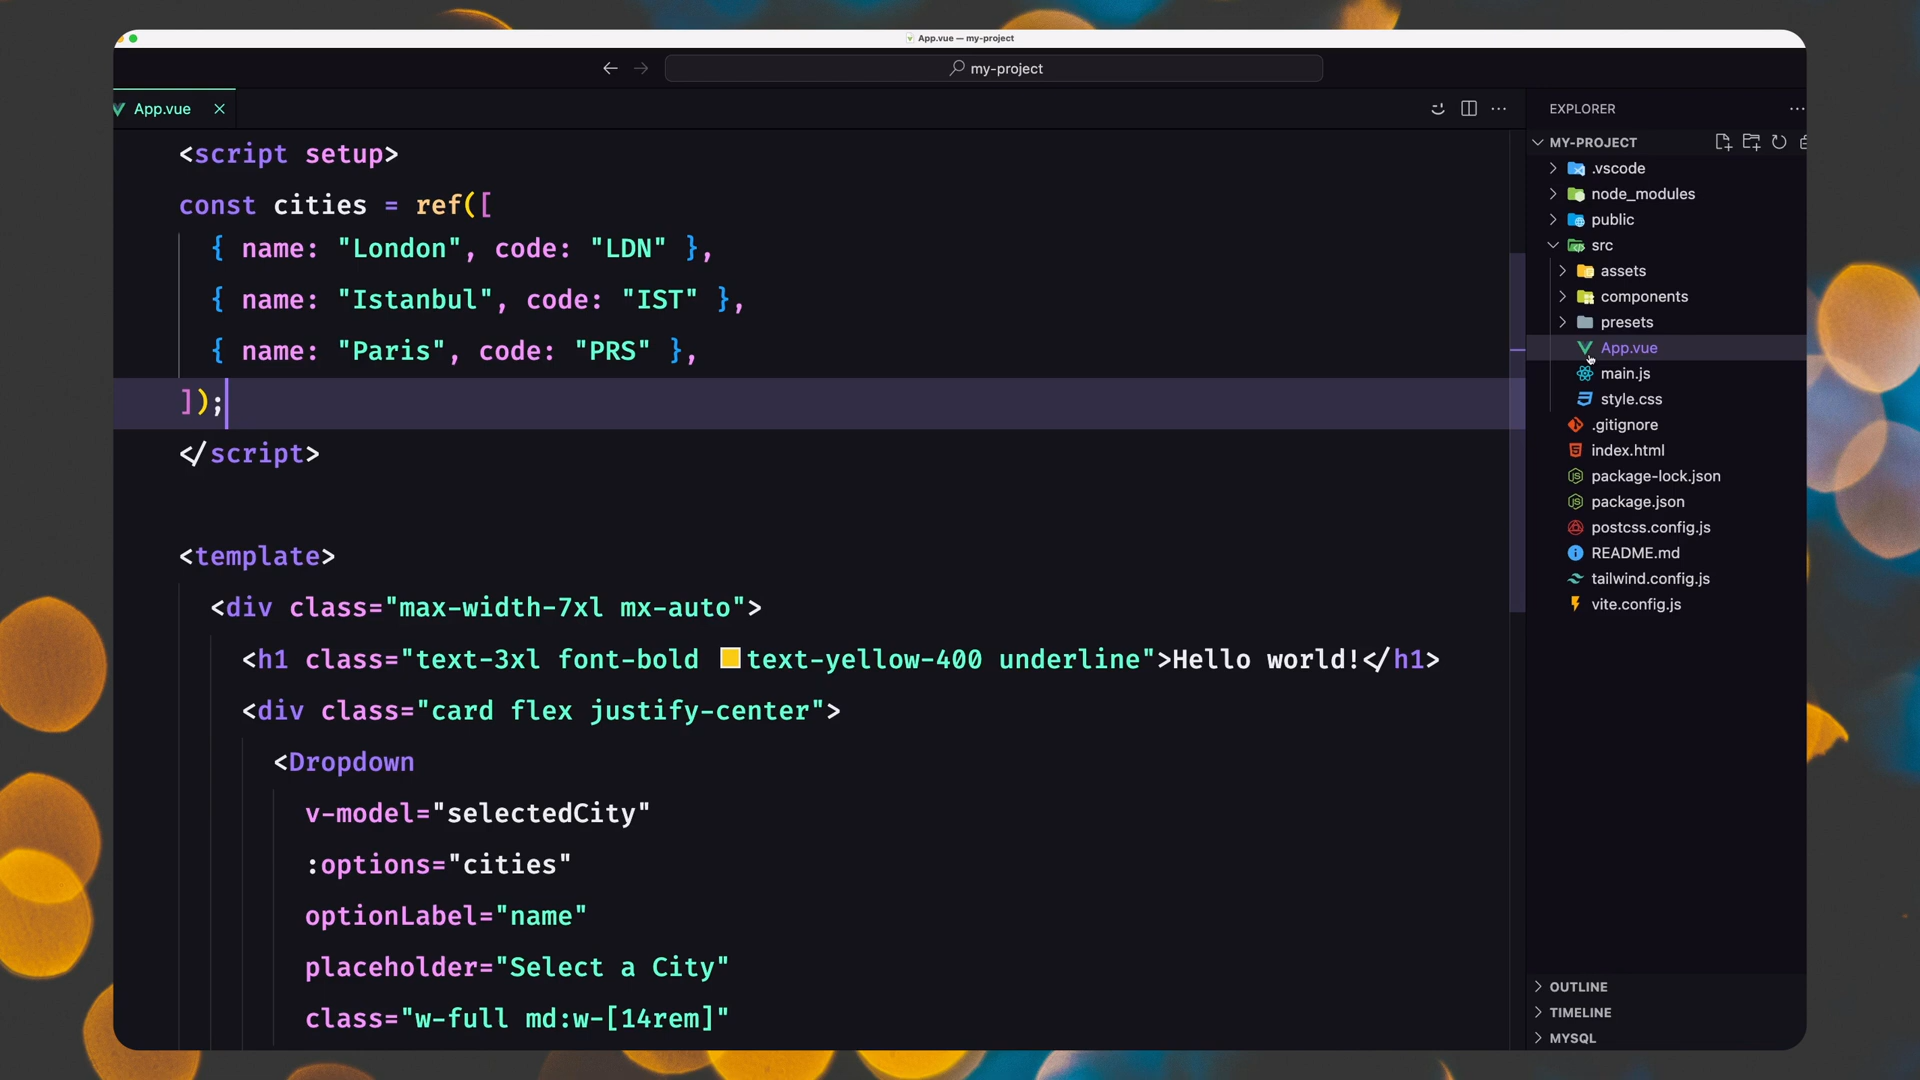 App.vue — my-project
my-project
App.vue
<script setup>
const cities = ref([
{ name: "London", code: "LDN" },
{ name: "Istanbul", code: "IST" },
{ name: "Paris", code: "PRS" },
]);
</script>
<template>
<div class="max-width-7xl mx-auto">
<h1 class="text-3xl font-bold text-yellow-400 underline">Hello world!</h1>
<div class="card flex justify-center">
<Dropdown
v-model="selectedCity"
:options="cities"
optionLabel="name"
placeholder="Select a City"
class="w-full md:w-[14rem]"
EXPLORER
MY-PROJECT
.vscode
node_modules
public
src
assets
components
presets
App.vue
main.js
style.css
.gitignore
index.html
package-lock.json
package.json
postcss.config.js
README.md
tailwind.config.js
vite.config.js
OUTLINE
TIMELINE
MYSQL